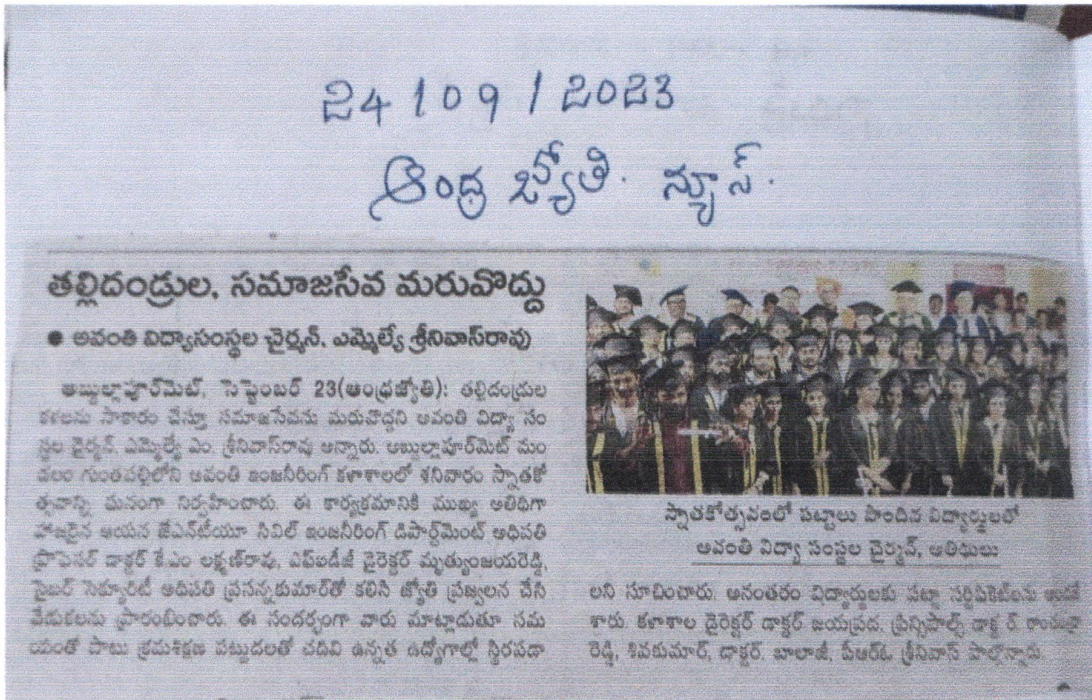 24/09/2023
ఆంధ్ర జ్యోతి. న్యూస్.
తల్లిదండ్రుల, సమాజసేవ మరువొద్దు
● అవంతి విద్యాసంస్థల చైర్మన్, ఎమ్మెల్యే శ్రీనివాస్‌రావు
అబ్దుల్లాపూర్‌మెట్, సెప్టెంబర్ 23(ఆంధ్రజ్యోతి): తల్లిదండ్రుల
కళలను సాకారం చేస్తూ సమాజసేవను మరువొద్దని అవంతి విద్యా సం
స్థల చైర్మన్, ఎమ్మెల్యే ఎం. శ్రీనివాస్‌రావు అన్నారు. అబ్దుల్లాపూర్‌మెట్ మం
డలం గుంతపల్లిలోని అవంతి ఇంజనీరింగ్ కళాశాలలో శనివారం స్నాతకో
త్సవాన్ని ఘనంగా నిర్వహించారు. ఈ కార్యక్రమానికి ముఖ్య అతిథిగా
హాజరైన ఆయన జేఎన్‌టీయూ సివిల్ ఇంజనీరింగ్ డిపార్ట్‌మెంట్ అధిపతి
ప్రొఫెసర్ డాక్టర్ కే.ఎం లక్ష్మణ్‌రావు, ఎఫ్ఐడీజీ డైరెక్టర్ మృత్యుంజయరెడ్డి,
సైబర్ సెక్యూరిటీ అధిపతి ప్రసన్నకుమార్‌తో కలిసి జ్యోతి ప్రజ్వలన చేసి
వేడుకలను ప్రారంభించారు. ఈ సందర్భంగా వారు మాట్లాడుతూ సమ
యంతో పాటు క్రమశిక్షణ పట్టుదలతో చదివి ఉన్నత ఉద్యోగాల్లో స్థిరపడా
స్నాతకోత్సవంలో పట్టాలు పొందిన విద్యార్థులతో
అవంతి విద్యా సంస్థల చైర్మన్, అతిథులు
లని సూచించారు. అనంతరం విద్యార్థులకు పట్టా సర్టిఫికెట్‌లను అందజే
శారు. కళాశాల డైరెక్టర్ డాక్టర్ జయప్రద, ప్రిన్సిపాల్స్ డాక్టర్
రెడ్డి, శివకుమార్, డాక్టర్. బాలాజీ, పీఆర్ఓ శ్రీనివాస్ పాల్గొన్నారు.